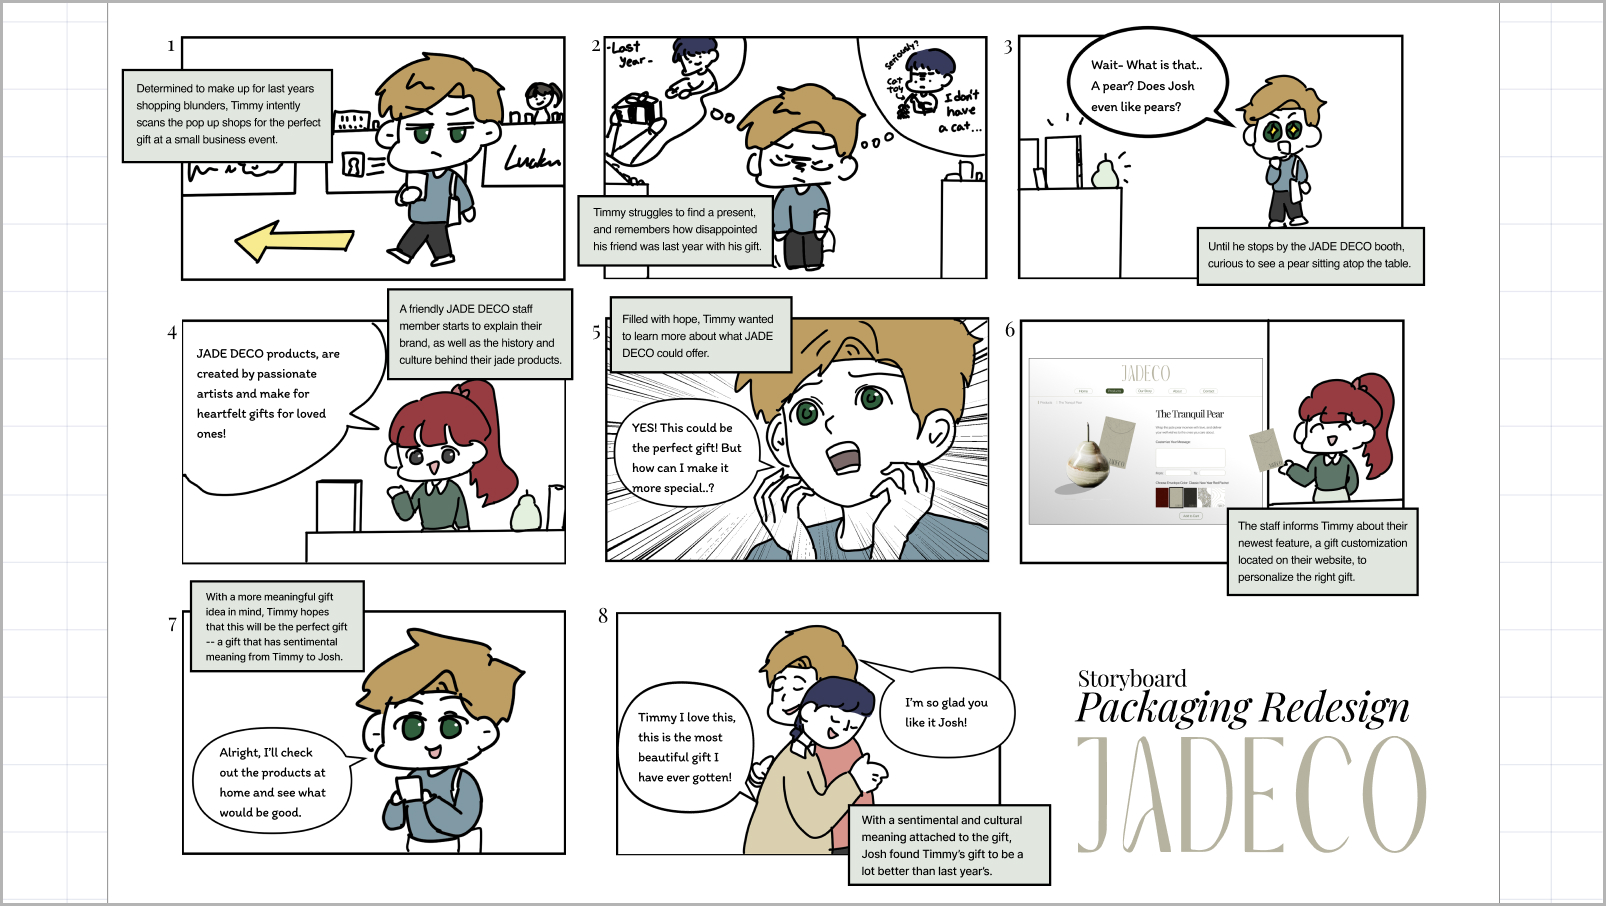 1
Determined to make up for last years
shopping blunders, Timmy intently
scans the pop up shops for the perfect
gift at a small business event.
2
-Last
year-
seriously?
cat
toy
I don't
have
a cat...
Timmy struggles to find a present,
and remembers how disappointed
his friend was last year with his gift.
3
Wait- What is that..
A pear? Does Josh
even like pears?
Until he stops by the JADE DECO booth,
curious to see a pear sitting atop the table.
4
A friendly JADE DECO staff
member starts to explain their
brand, as well as the history and
culture behind their jade products.
JADE DECO products, are
created by passionate
artists and make for
heartfelt gifts for loved
ones!
5
Filled with hope, Timmy wanted
to learn more about what JADE
DECO could offer.
YES! This could be
the perfect gift! But
how can I make it
more special..?
6
JADECO
Home
About
Contact
The Tranquil Pear
Customize Your Message
Add to Cart
The staff informs Timmy about their
newest feature, a gift customization
located on their website, to
personalize the right gift.
7
With a more meaningful gift
idea in mind, Timmy hopes
that this will be the perfect gift
-- a gift that has sentimental
meaning from Timmy to Josh.
Alright, I'll check
out the products at
home and see what
would be good.
8
Timmy I love this,
this is the most
beautiful gift I
have ever gotten!
I'm so glad you
like it Josh!
With a sentimental and cultural
meaning attached to the gift,
Josh found Timmy's gift to be a
lot better than last year's.
Storyboard
Packaging Redesign
JADECO